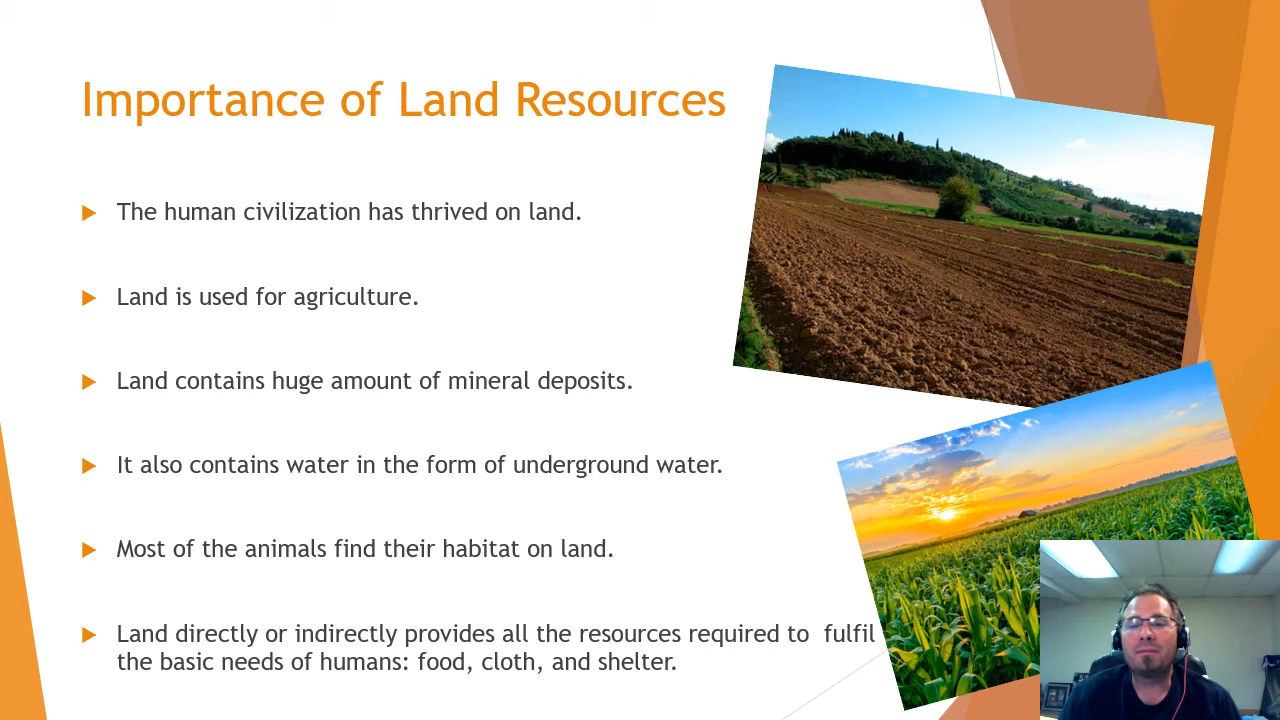 Importance of Land Resources
The human civilization has thrived on land.
Land is used for agriculture.
Land contains huge amount of mineral deposits.
It also contains water in the form of underground water.
Most of the animals find their habitat on land.
Land directly or indirectly provides all the resources required to  fulfil
the basic needs of humans: food, cloth, and shelter.